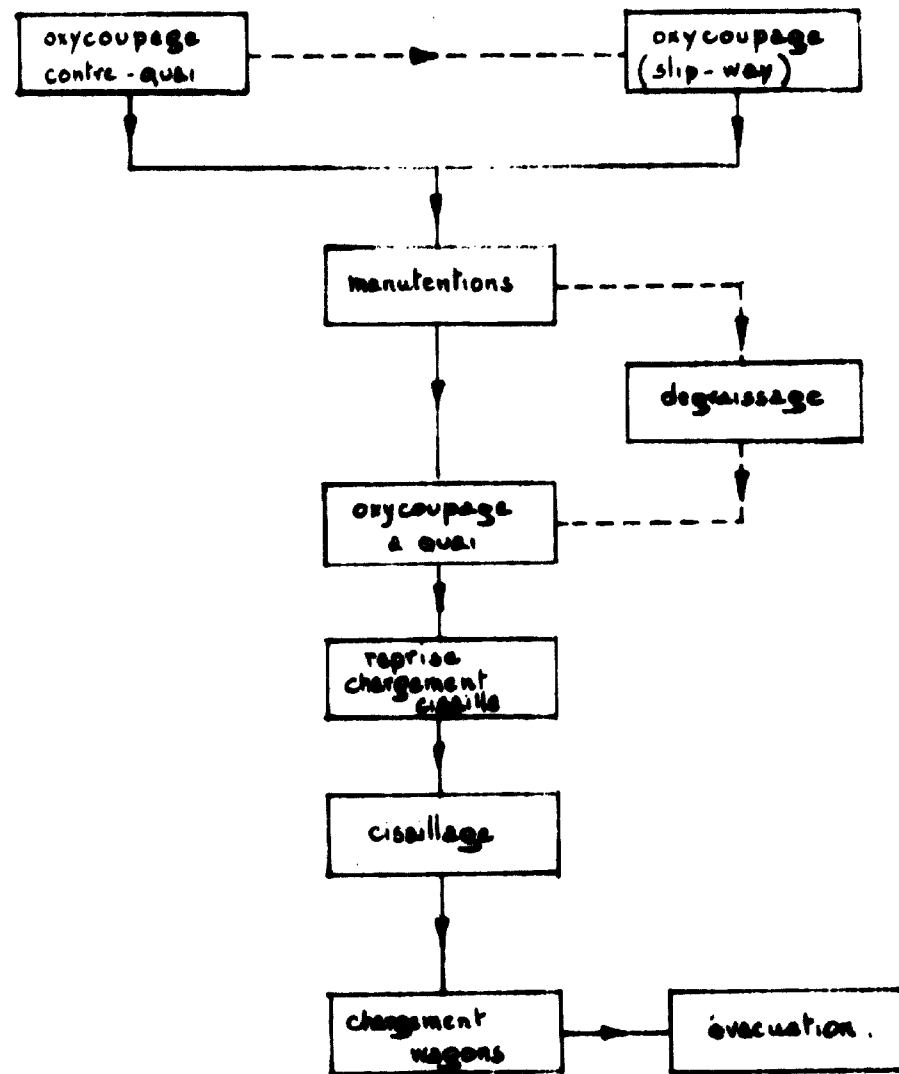 oxycoupage
contre-quai
oxycoupage
(slip-way)
manutentions
degraissage
oxycoupage
a quai
reprise
chargement
cisaille
cisaillage
chargement
wagons
évacuation.